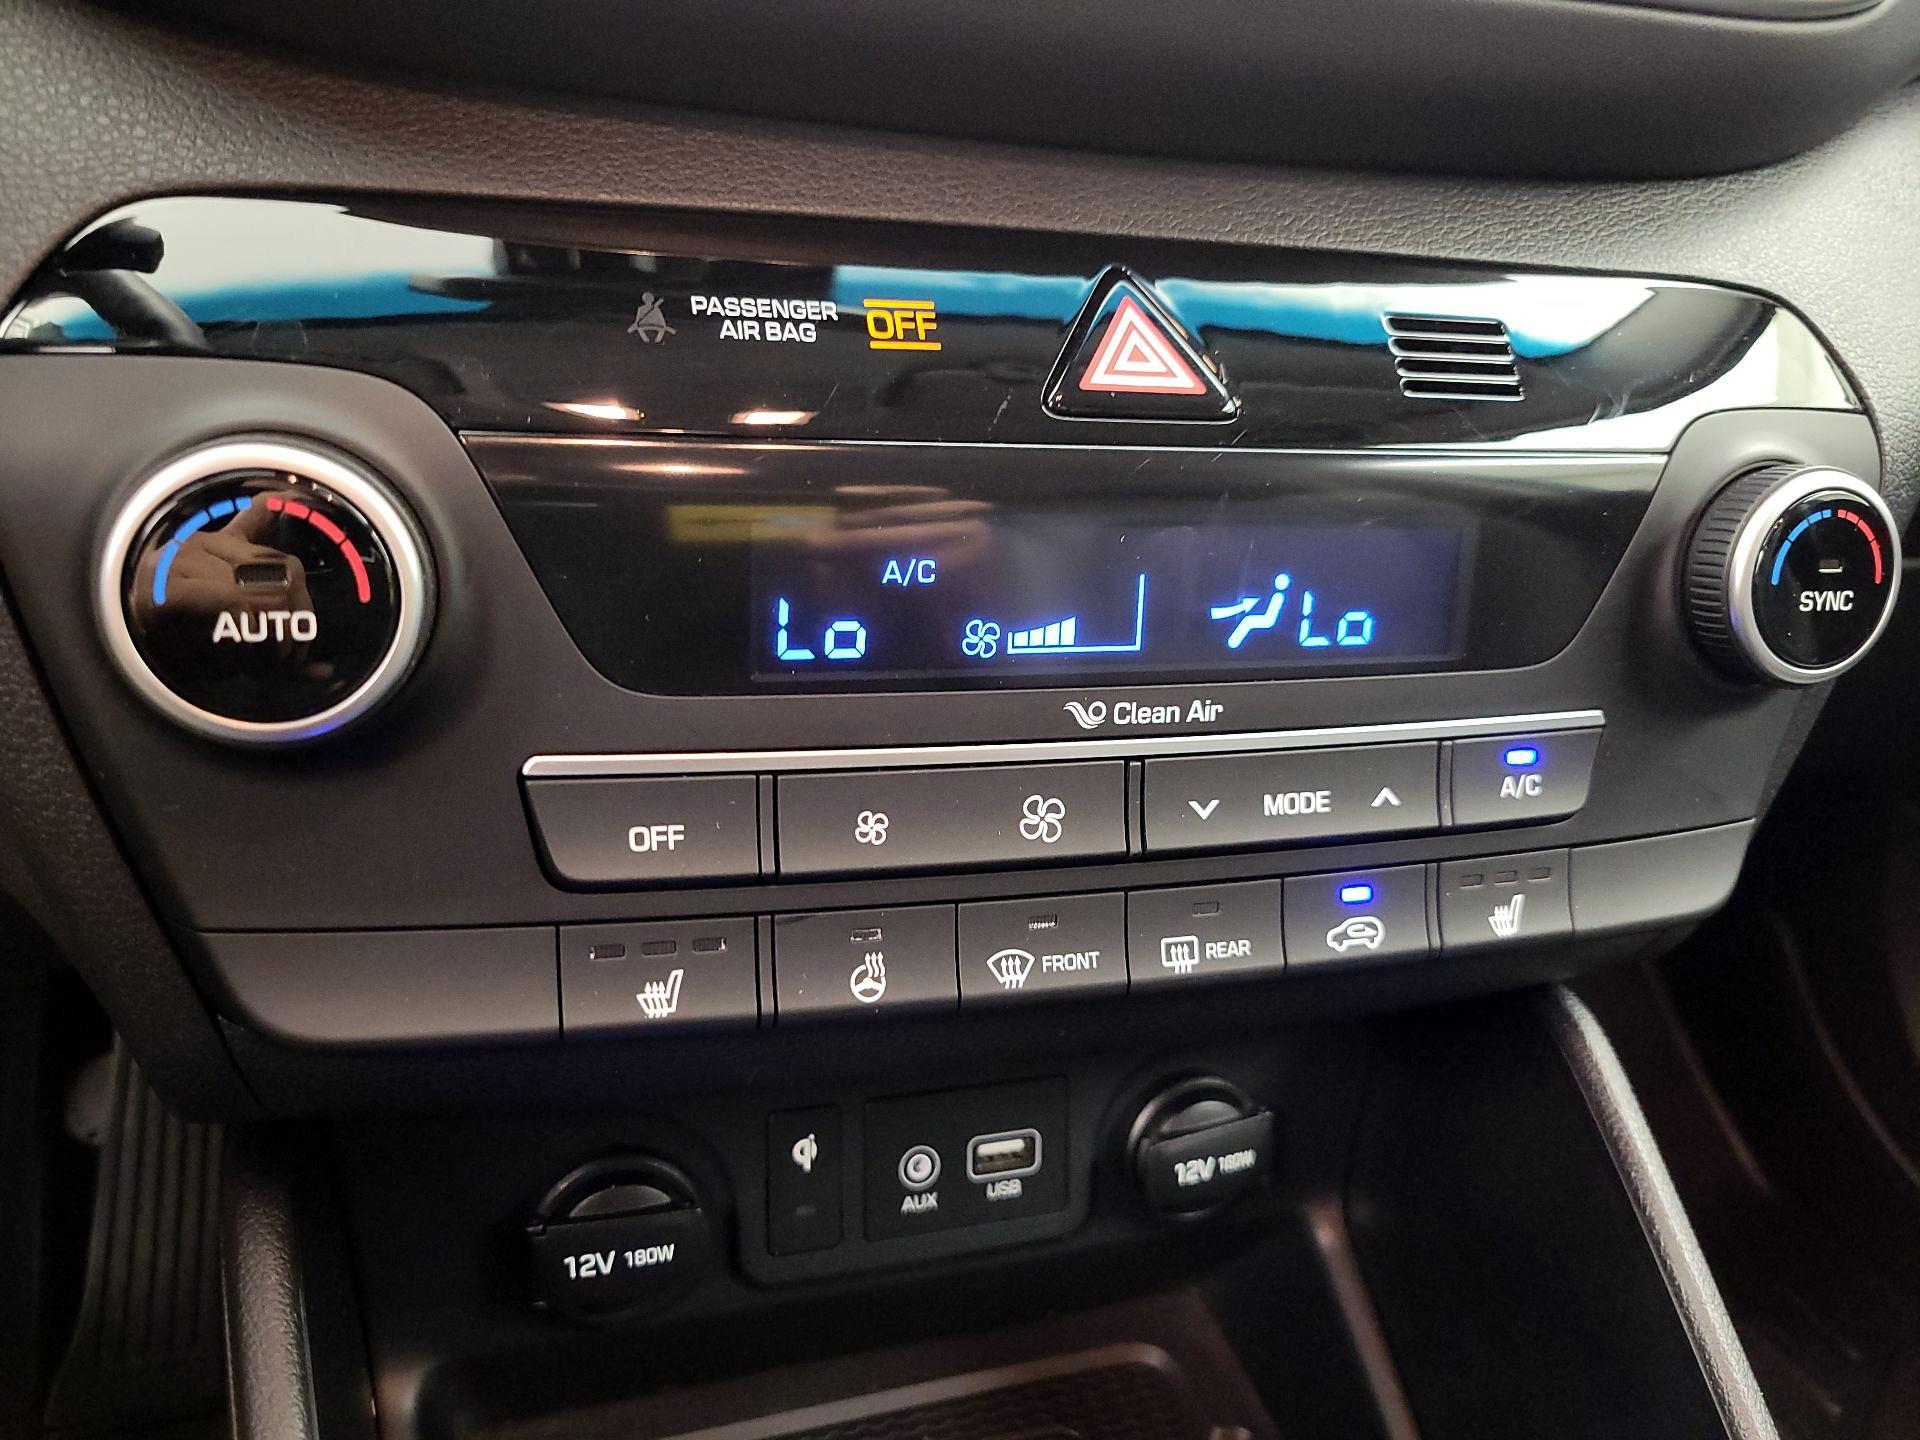 PASSENGER
AIR BAG
OFF
AUTO
A/C
Lo
Lo
SYNC
Clean Air
OFF
MODE
A/C
FRONT
REAR
12V 180W
AUX
USB
12V 180W